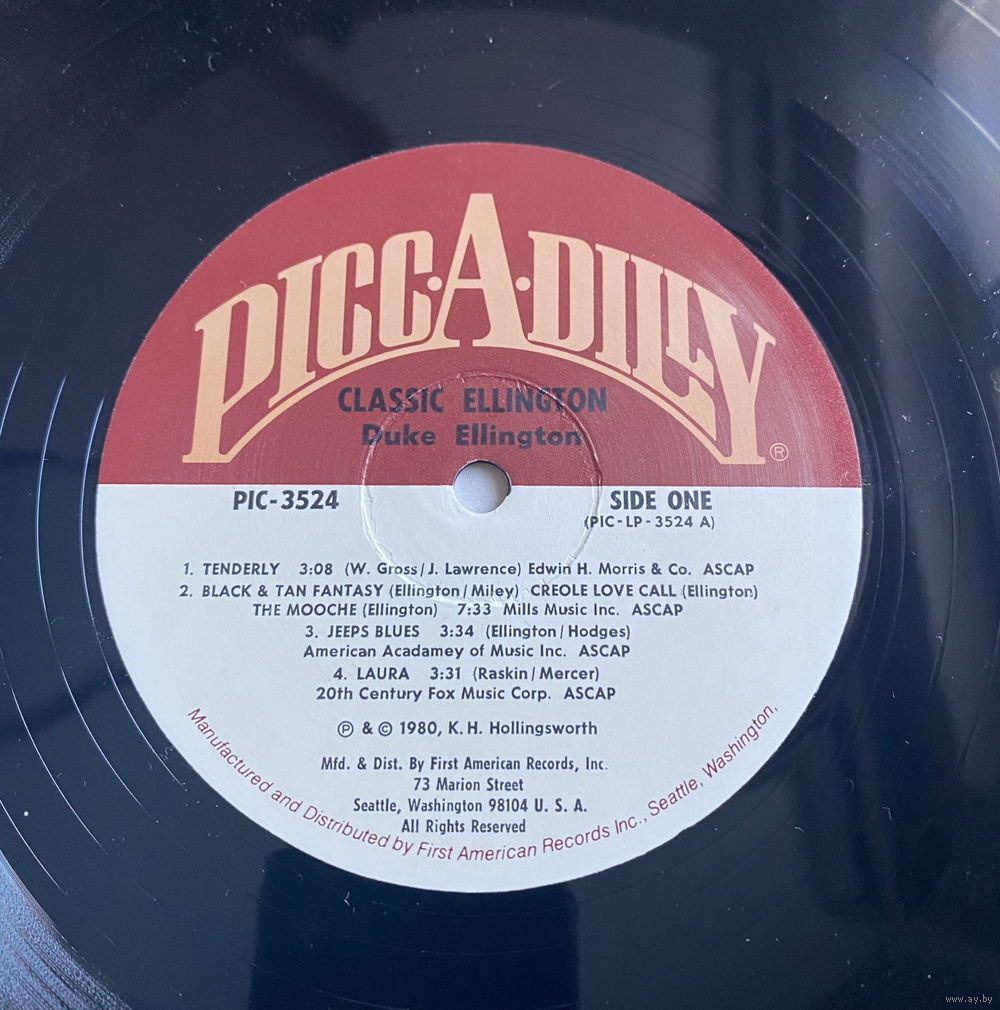 PICC·A·DILLY ®
CLASSIC ELLINGTON
Duke Ellington
PIC-3524 SIDE ONE
(PIC-LP-3524 A)
1. TENDERLY 3:08 (W. Gross/J. Lawrence) Edwin H. Morris & Co. ASCAP
2. BLACK & TAN FANTASY (Ellington/Miley) CREOLE LOVE CALL (Ellington)
THE MOOCHE (Ellington) 7:33 Mills Music Inc. ASCAP
3. JEEPS BLUES 3:34 (Ellington/Hodges)
American Acadamey of Music Inc. ASCAP
4. LAURA 3:31 (Raskin/Mercer)
20th Century Fox Music Corp. ASCAP
℗ & © 1980, K. H. Hollingsworth
Mfd. & Dist. By First American Records, Inc.
73 Marion Street
Seattle, Washington 98104 U. S. A.
All Rights Reserved
Manufactured and Distributed by First American Records Inc., Seattle, Washington,
www.ay.by